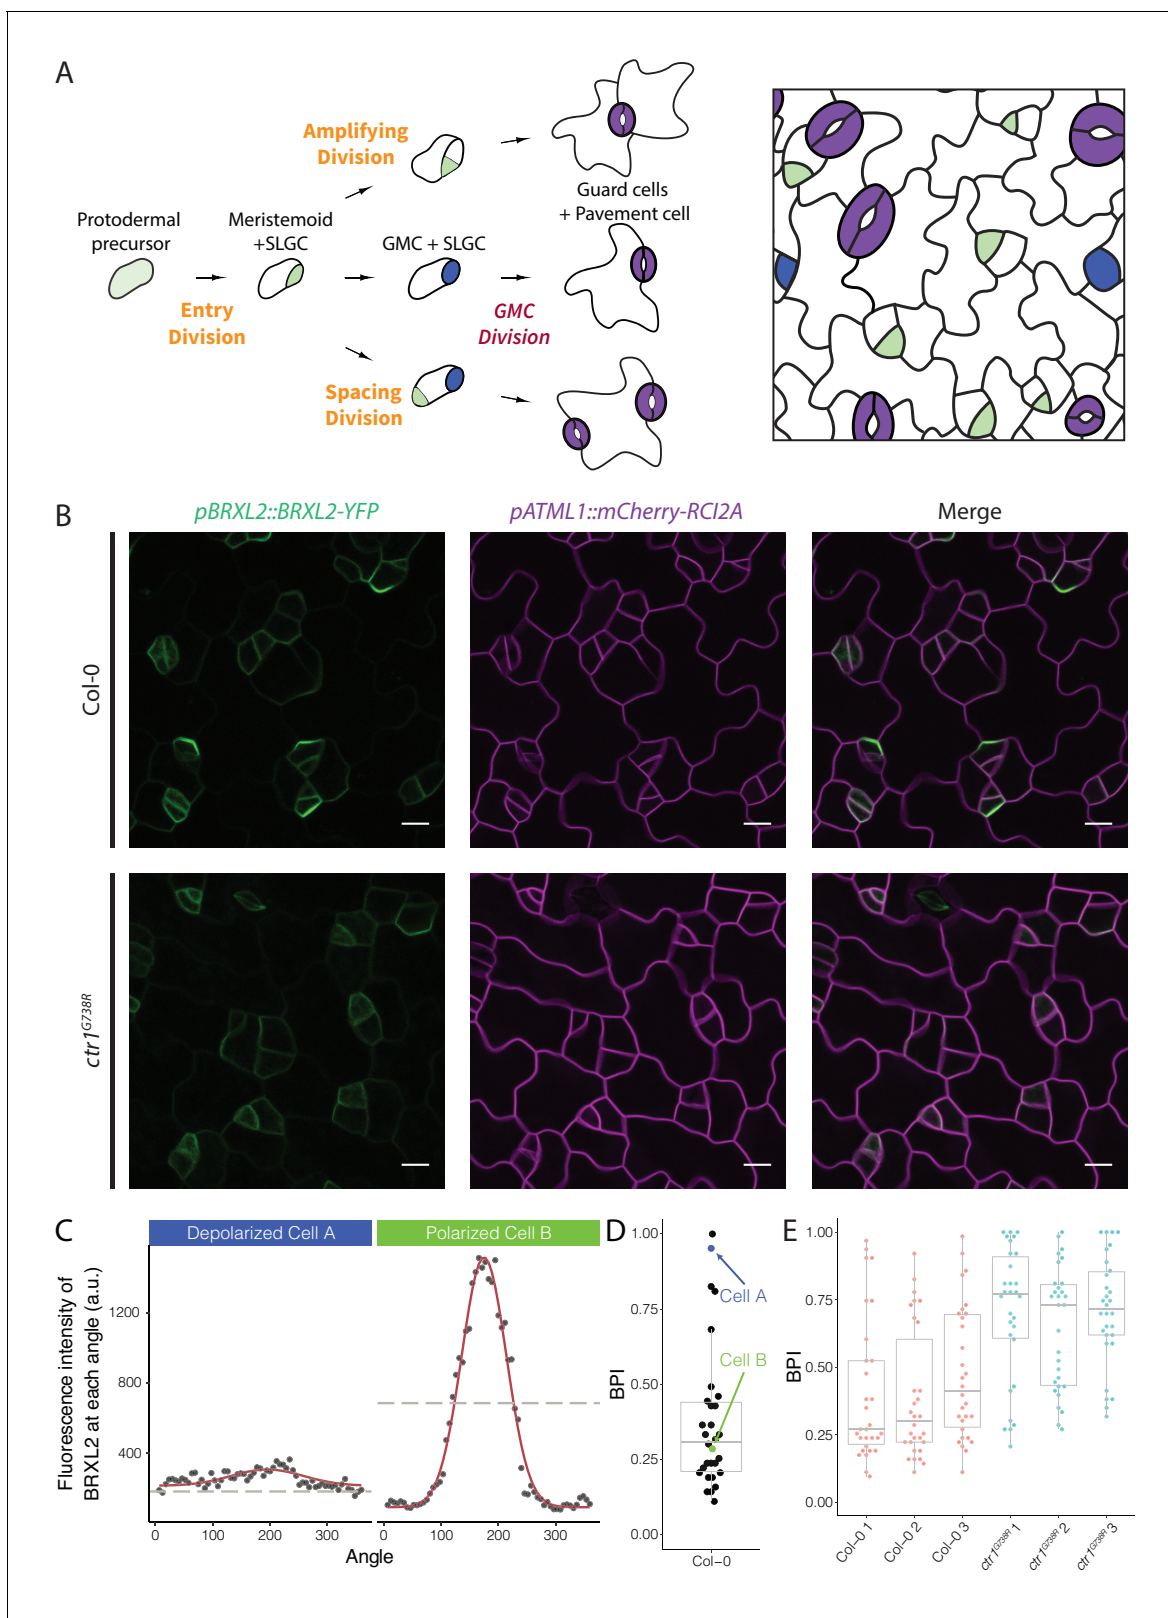 A
Amplifying
Division
Protodermal
precursor
Meristemoid
+SLGC
GMC + SLGC
Guard cells
+ Pavement cell
Entry
Division
GMC
Division
Spacing
Division
B
pBRXL2::BRXL2-YFP
pATML1::mCherry-RCI2A
Merge
Col-0
ctr1G738R
C
Depolarized Cell A
Polarized Cell B
Fluorescence intensity of
BRXL2 at each angle (a.u.)
1200
800
400
0 100 200 300 0 100 200 300
Angle
D
BPI
1.00
0.75
0.50
0.25
0.00
Cell A
Cell B
Col-0
E
BPI
1.00
0.75
0.50
0.25
0.00
Col-0 1
Col-0 2
Col-0 3
ctr1G738R 1
ctr1G738R 2
ctr1G738R 3